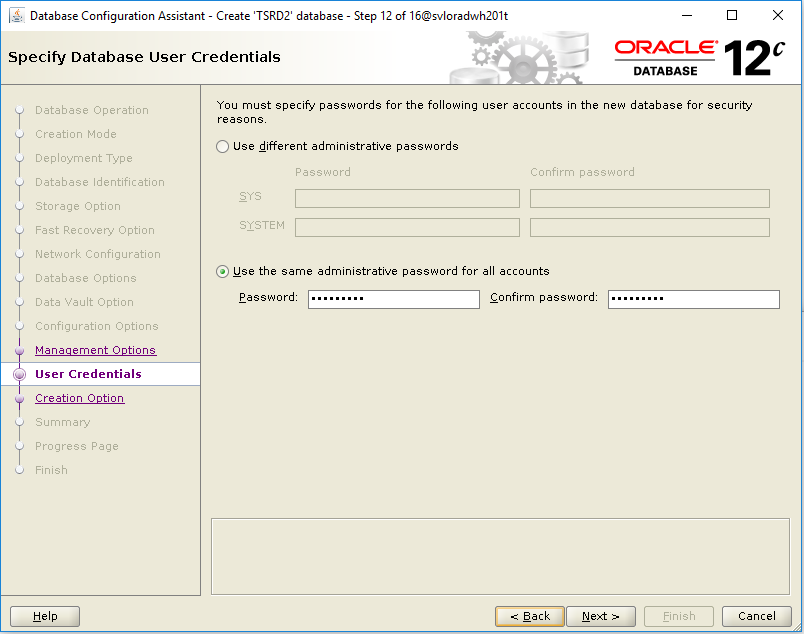 Database Configuration Assistant - Create 'TSRD2' database - Step 12 of 16@svloradwh201t
Specify Database User Credentials
ORACLE®
DATABASE
12c
Database Operation
Creation Mode
Deployment Type
Database Identification
Storage Option
Fast Recovery Option
Network Configuration
Database Options
Data Vault Option
Configuration Options
Management Options
User Credentials
Creation Option
Summary
Progress Page
Finish
You must specify passwords for the following user accounts in the new database for security
reasons.
Use different administrative passwords
Password Confirm password
SYS
SYSTEM
Use the same administrative password for all accounts
Password: ••••••••• Confirm password: •••••••••
Help < Back Next > Finish Cancel